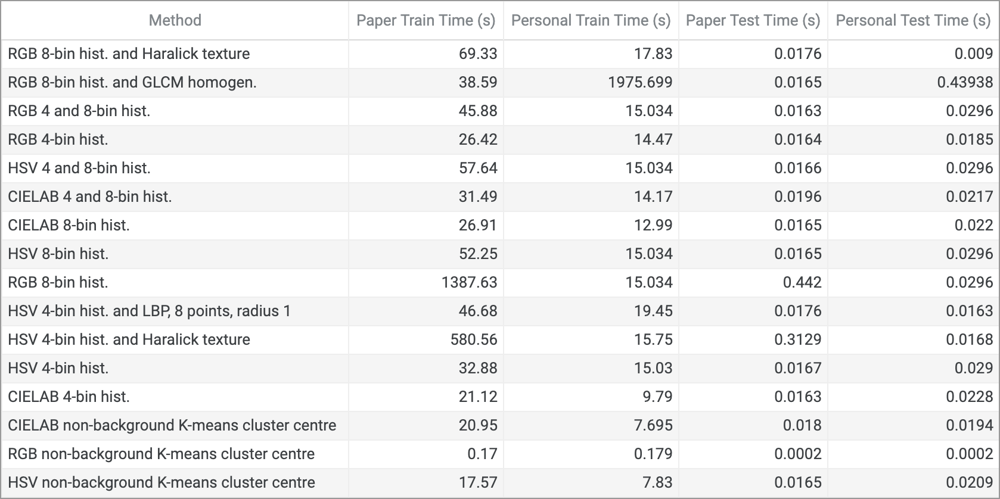 Method Paper Train Time (s) Personal Train Time (s) Paper Test Time (s) Personal Test Time (s)
RGB 8-bin hist. and Haralick texture 69.33 17.83 0.0176 0.009
RGB 8-bin hist. and GLCM homogen. 38.59 1975.699 0.0165 0.43938
RGB 4 and 8-bin hist. 45.88 15.034 0.0163 0.0296
RGB 4-bin hist. 26.42 14.47 0.0164 0.0185
HSV 4 and 8-bin hist. 57.64 15.034 0.0166 0.0296
CIELAB 4 and 8-bin hist. 31.49 14.17 0.0196 0.0217
CIELAB 8-bin hist. 26.91 12.99 0.0165 0.022
HSV 8-bin hist. 52.25 15.034 0.0165 0.0296
RGB 8-bin hist. 1387.63 15.034 0.442 0.0296
HSV 4-bin hist. and LBP, 8 points, radius 1 46.68 19.45 0.0176 0.0163
HSV 4-bin hist. and Haralick texture 580.56 15.75 0.3129 0.0168
HSV 4-bin hist. 32.88 15.03 0.0167 0.029
CIELAB 4-bin hist. 21.12 9.79 0.0163 0.0228
CIELAB non-background K-means cluster centre 20.95 7.695 0.018 0.0194
RGB non-background K-means cluster centre 0.17 0.179 0.0002 0.0002
HSV non-background K-means cluster centre 17.57 7.83 0.0165 0.0209